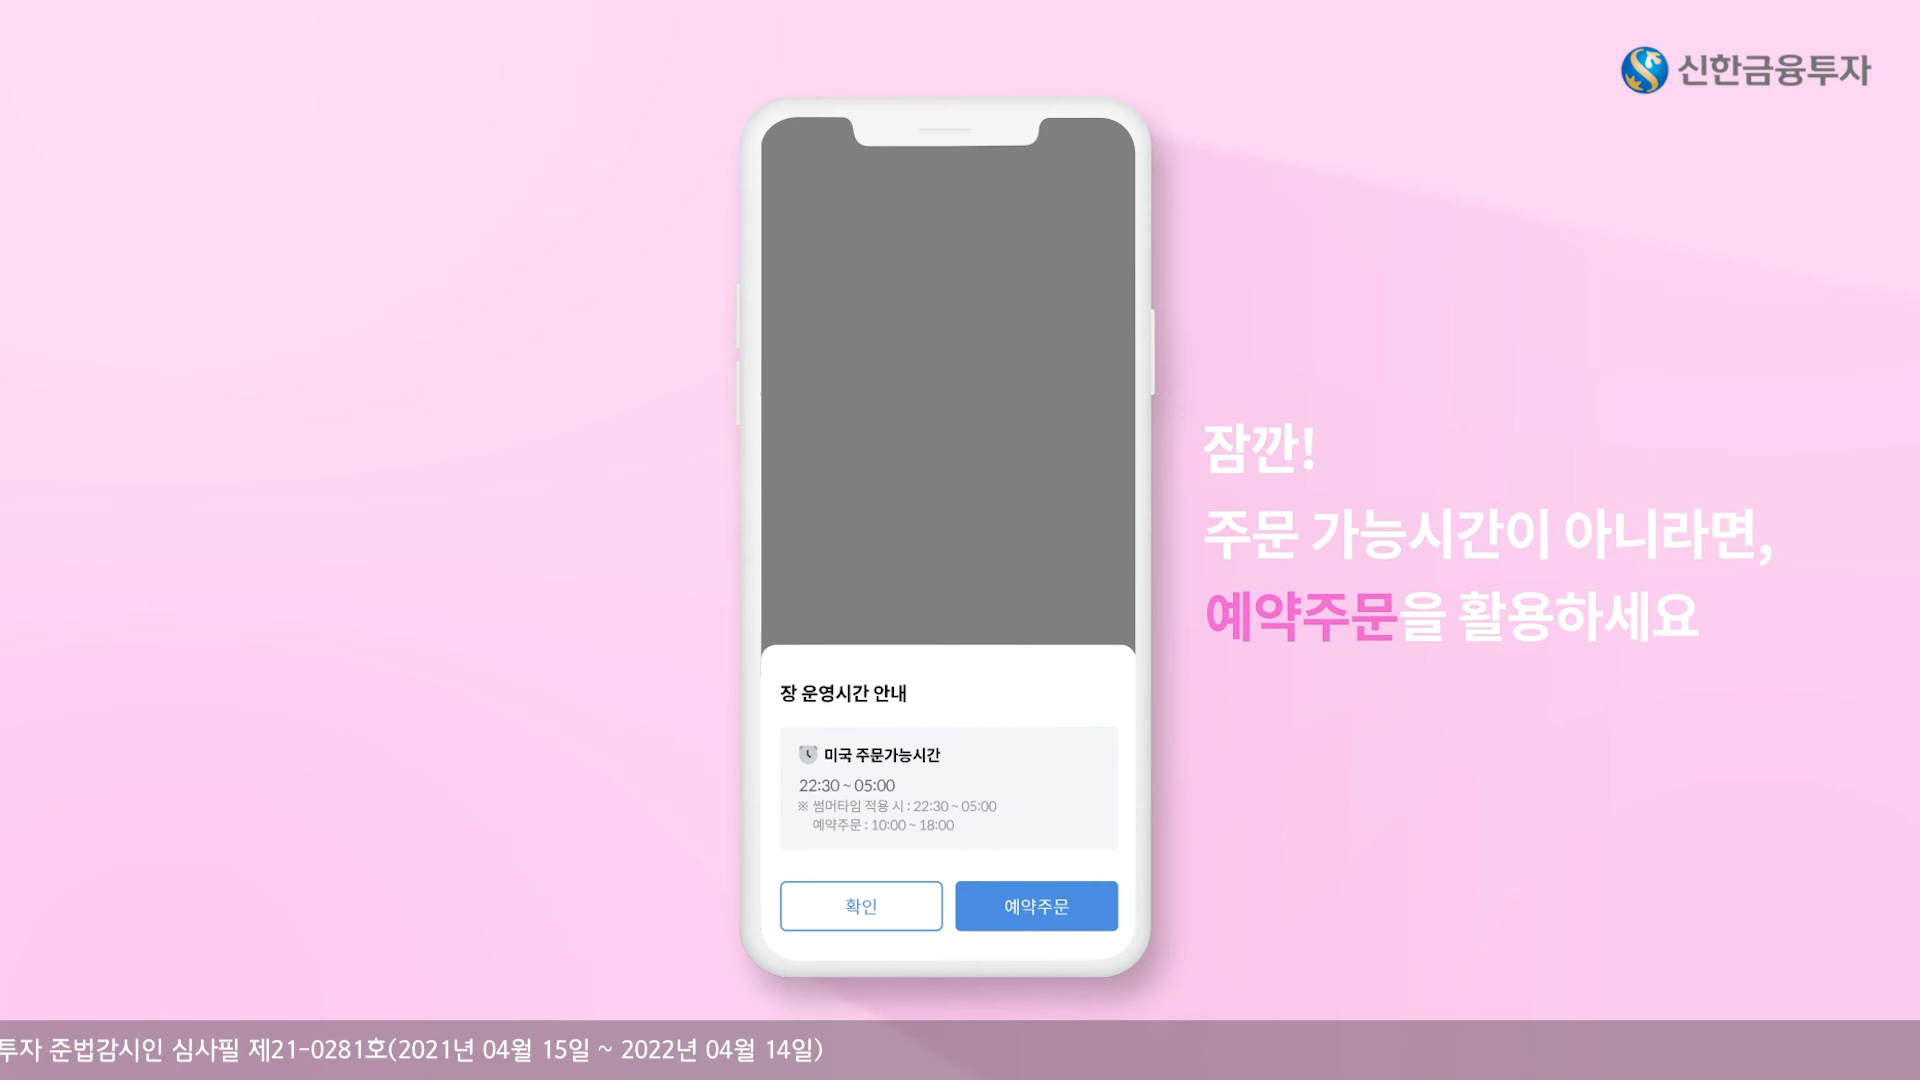 신한금융투자
잠깐!
주문 가능시간이 아니라면,
예약주문을 활용하세요
장 운영시간 안내
미국 주문가능시간
22:30 ~ 05:00
※ 썸머타임 적용 시 : 22:30 ~ 05:00
예약주문 : 10:00 ~ 18:00
확인
예약주문
투자 준법감시인 심사필 제21-0281호(2021년 04월 15일 ~ 2022년 04월 14일)